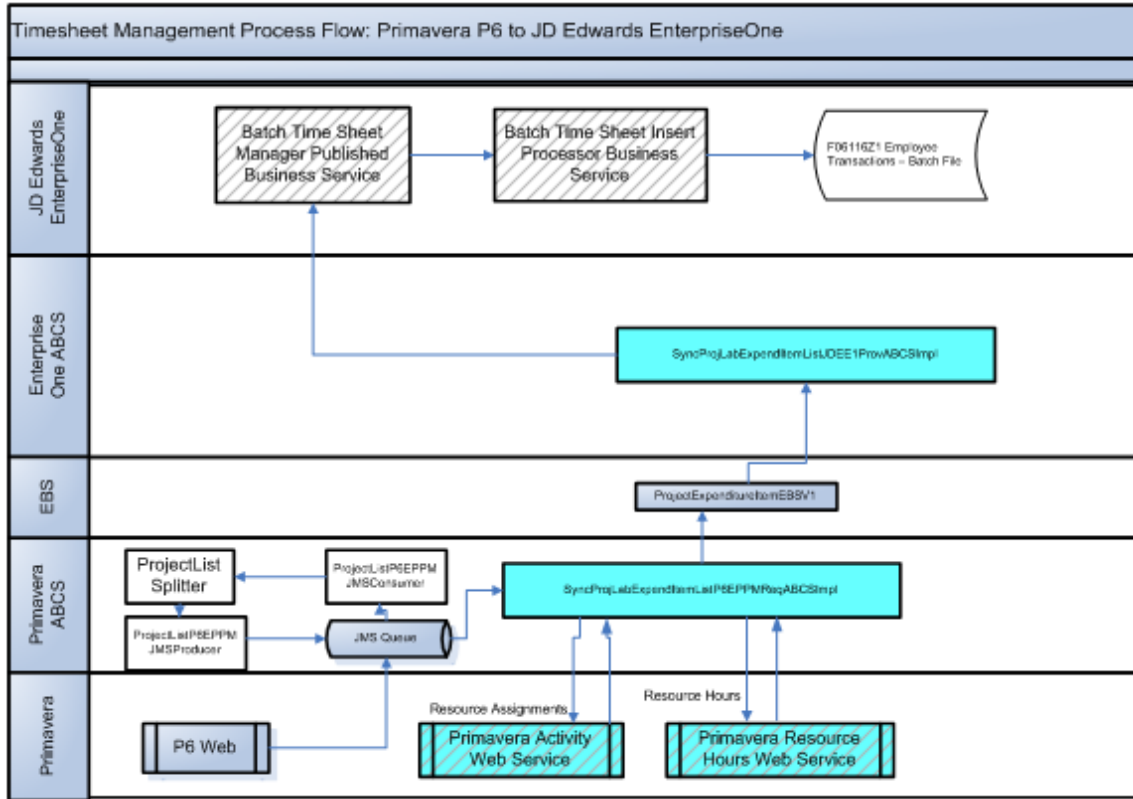 Timesheet Management Process Flow: Primavera P6 to JD Edwards EnterpriseOne
JD Edwards
EnterpriseOne
Batch Time Sheet
Manager Published
Business Service
Batch Time Sheet Insert
Processor Business
Service
F06116Z1 Employee
Transactions – Batch File
Enterprise
One ABCS
SyncProjLabExpendItemListJDEE1ProvABCSImpl
EBS
ProjectExpenditureItemEBSV1
Primavera
ABCS
ProjectList
Splitter
ProjectListP6EPPM
JMSConsumer
SyncProjLabExpendItemListP6EPPMReqABCSImpl
ProjectListP6EPPM
JMSProducer
JMS Queue
Primavera
Resource Assignments
Resource Hours
P6 Web
Primavera Activity
Web Service
Primavera Resource
Hours Web Service